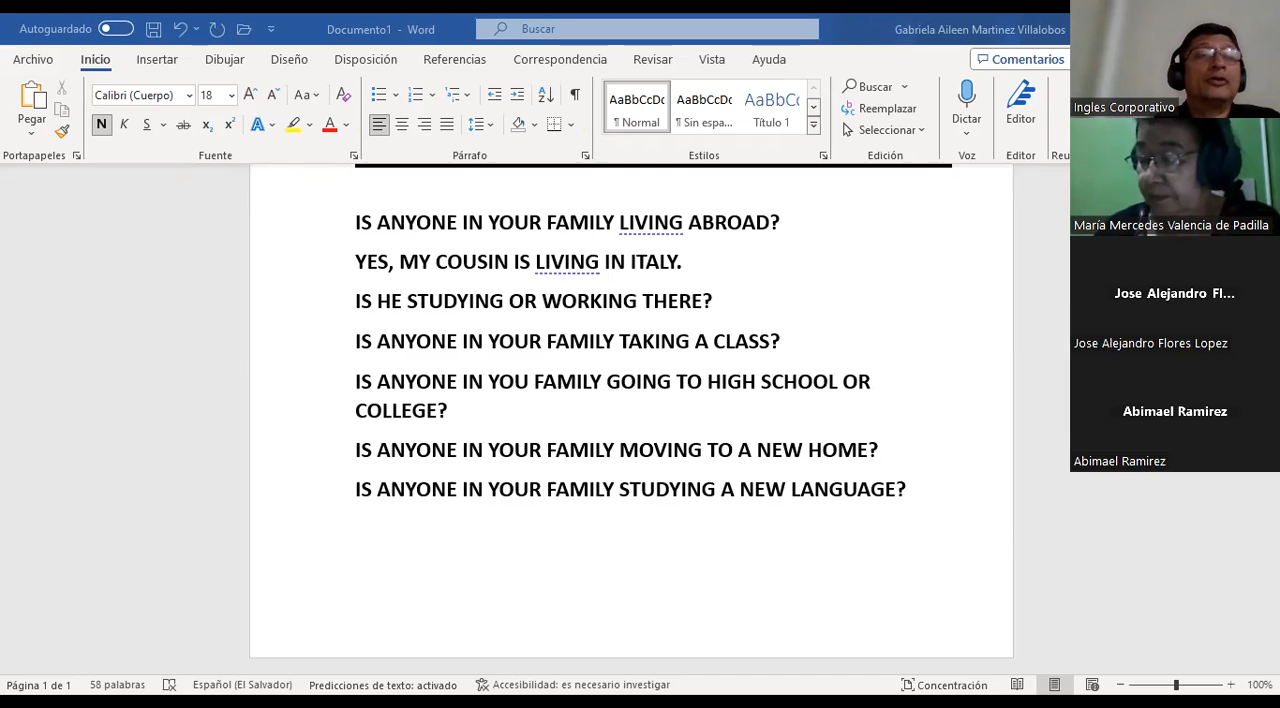 Autoguardado
Documento1 - Word
Buscar
Gabriela Aileen Martinez Villalobos
Archivo Inicio Insertar Dibujar Diseño Disposición Referencias Correspondencia Revisar Vista Ayuda
Comentarios
Pegar
Calibri (Cuerpo) 18
Aa
N K S ab x₂ x² A A
AaBbCcDc AaBbCcDc AaBbCc
¶ Normal ¶ Sin espa... Título 1
Buscar
Reemplazar
Seleccionar
Dictar
Editor
Portapapeles Fuente Párrafo Estilos Edición Voz Editor Reu
IS ANYONE IN YOUR FAMILY LIVING ABROAD?
YES, MY COUSIN IS LIVING IN ITALY.
IS HE STUDYING OR WORKING THERE?
IS ANYONE IN YOUR FAMILY TAKING A CLASS?
IS ANYONE IN YOU FAMILY GOING TO HIGH SCHOOL OR
COLLEGE?
IS ANYONE IN YOUR FAMILY MOVING TO A NEW HOME?
IS ANYONE IN YOUR FAMILY STUDYING A NEW LANGUAGE?
Ingles Corporativo
María Mercedes Valencia de Padilla
Jose Alejandro Fl...
Jose Alejandro Flores Lopez
Abimael Ramirez
Abimael Ramirez
Página 1 de 1 58 palabras Español (El Salvador) Predicciones de texto: activado Accesibilidad: es necesario investigar Concentración 100%